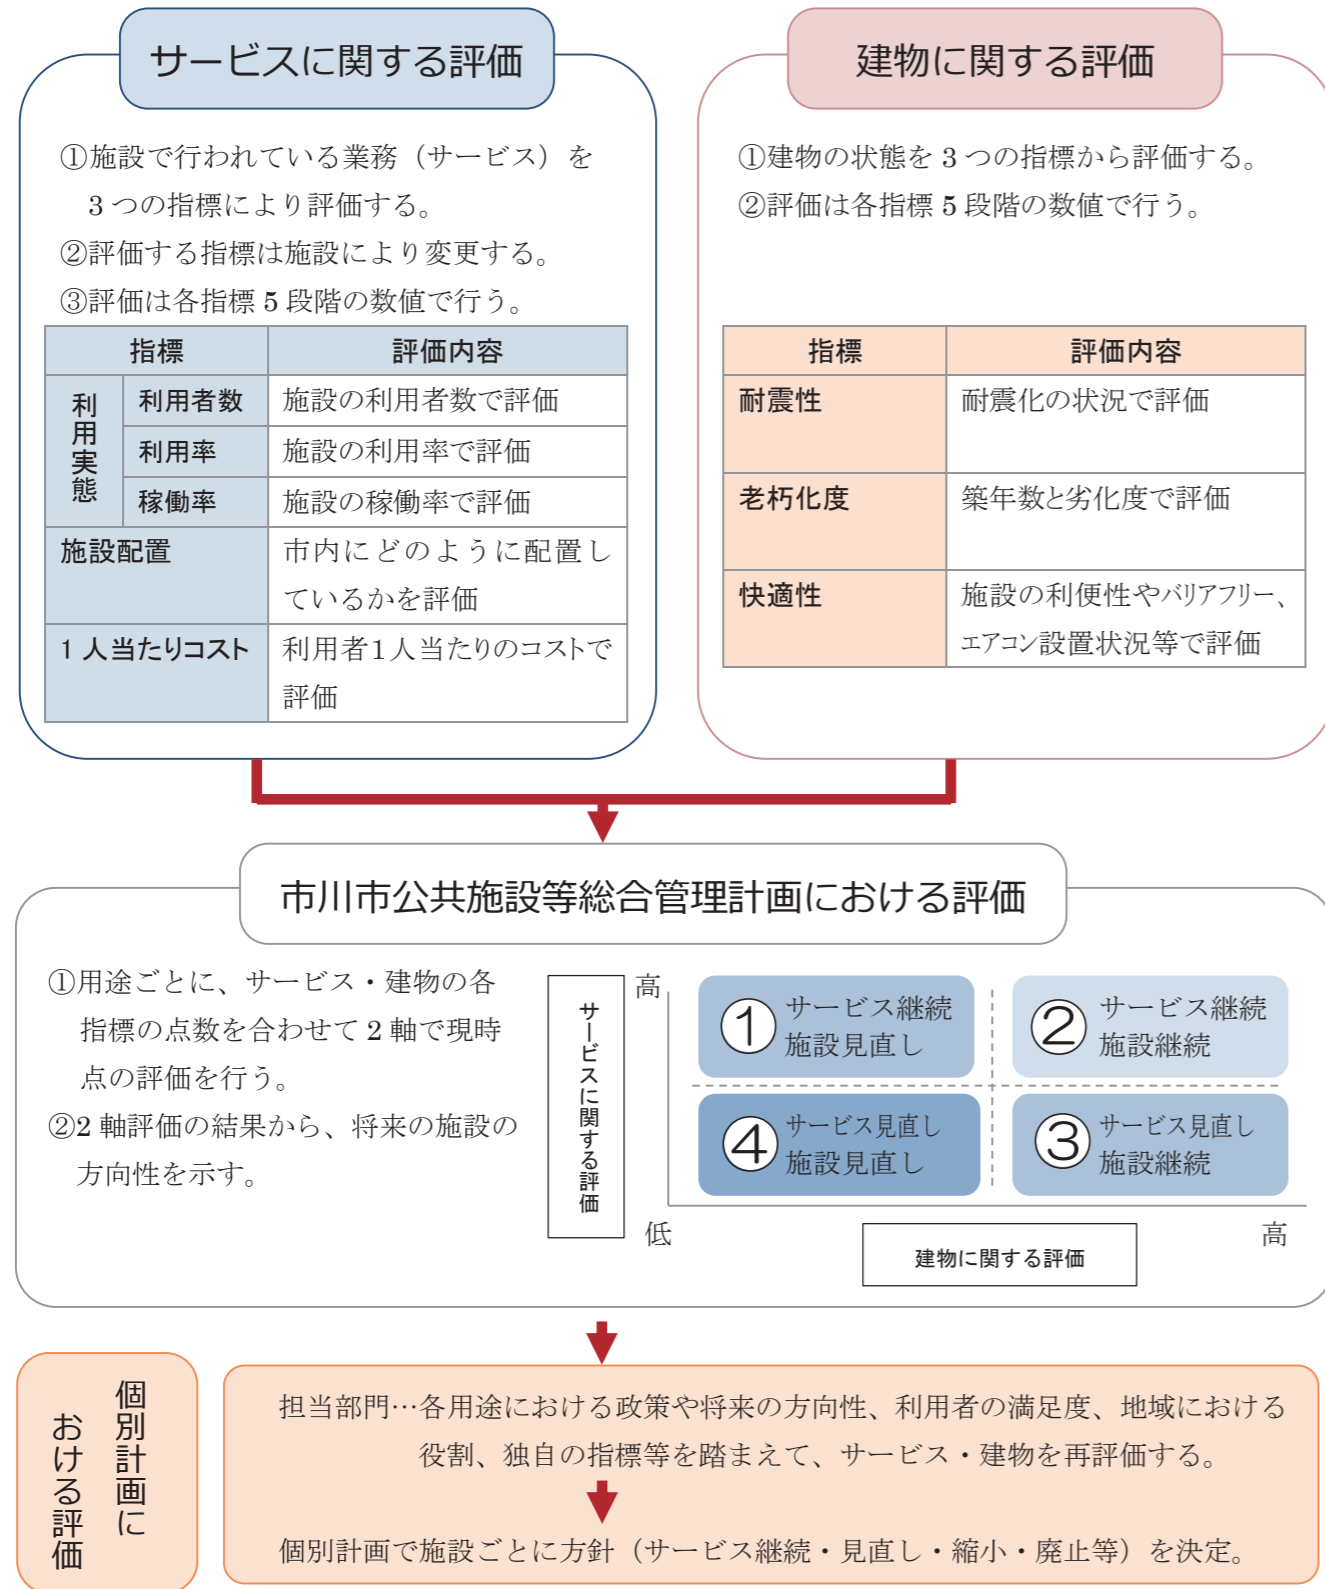 サービスに関する評価
①施設で行われている業務（サービス）を
3つの指標により評価する。
②評価する指標は施設により変更する。
③評価は各指標5段階の数値で行う。
指標
評価内容
利用実態
利用者数
施設の利用者数で評価
利用率
施設の利用率で評価
稼働率
施設の稼働率で評価
施設配置
市内にどのように配置し
ているかを評価
1人当たりコスト
利用者1人当たりのコストで
評価
建物に関する評価
①建物の状態を3つの指標から評価する。
②評価は各指標5段階の数値で行う。
指標
評価内容
耐震性
耐震化の状況で評価
老朽化度
築年数と劣化度で評価
快適性
施設の利便性やバリアフリー、
エアコン設置状況等で評価
市川市公共施設等総合管理計画における評価
①用途ごとに、サービス・建物の各
指標の点数を合わせて2軸で現時
点の評価を行う。
②2軸評価の結果から、将来の施設の
方向性を示す。
サービスに関する評価
高
低
①
サービス継続
施設見直し
②
サービス継続
施設継続
④
サービス見直し
施設見直し
③
サービス見直し
施設継続
高
建物に関する評価
個別計画に
おける評価
担当部門…各用途における政策や将来の方向性、利用者の満足度、地域における
役割、独自の指標等を踏まえて、サービス・建物を再評価する。
個別計画で施設ごとに方針（サービス継続・見直し・縮小・廃止等）を決定。